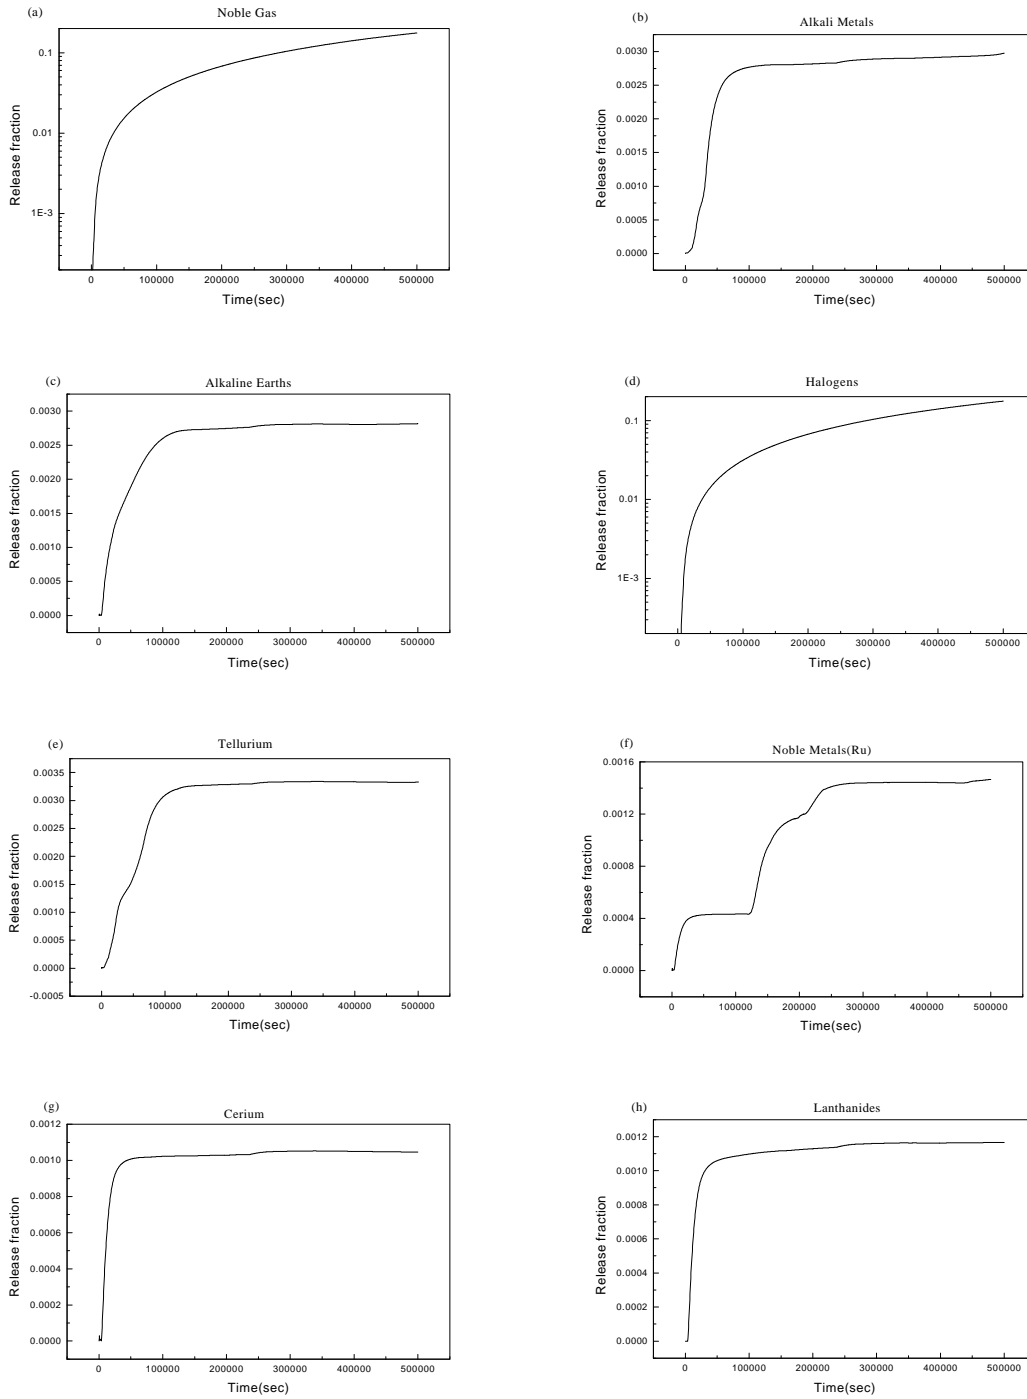 (a)
Noble Gas
0.1
0.01
1E-3
Release fraction
0 100000 200000 300000 400000 500000
Time(sec)
(b)
Alkali Metals
0.0030
0.0025
0.0020
0.0015
0.0010
0.0005
0.0000
Release fraction
0 100000 200000 300000 400000 500000
Time(sec)
(c)
Alkaline Earths
0.0030
0.0025
0.0020
0.0015
0.0010
0.0005
0.0000
Release fraction
0 100000 200000 300000 400000 500000
Time(sec)
(d)
Halogens
0.1
0.01
1E-3
Release fraction
0 100000 200000 300000 400000 500000
Time(sec)
(e)
Tellurium
0.0035
0.0030
0.0025
0.0020
0.0015
0.0010
0.0005
0.0000
-0.0005
Release fraction
0 100000 200000 300000 400000 500000
Time(sec)
(f)
Noble Metals(Ru)
0.0016
0.0012
0.0008
0.0004
0.0000
Release fraction
0 100000 200000 300000 400000 500000
Time(sec)
(g)
Cerium
0.0012
0.0010
0.0008
0.0006
0.0004
0.0002
0.0000
Release fraction
0 100000 200000 300000 400000 500000
Time(sec)
(h)
Lanthanides
0.0012
0.0010
0.0008
0.0006
0.0004
0.0002
0.0000
Release fraction
0 100000 200000 300000 400000 500000
Time(sec)